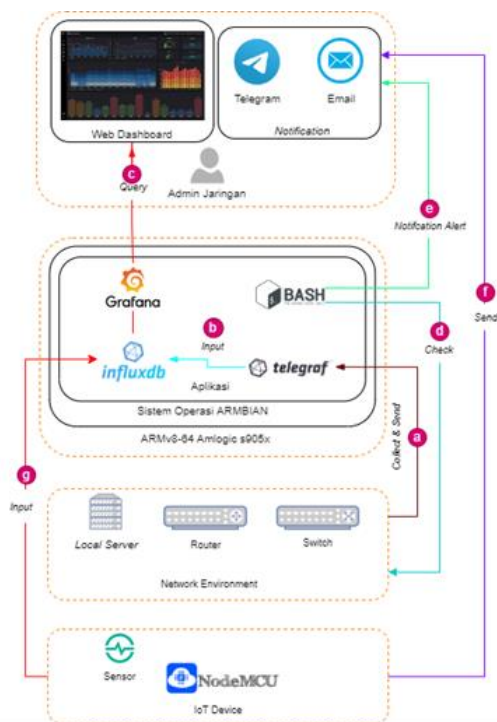 Telegram
Email
Web Dashboard
Notification
c
Query
Admin Jaringan
e
Notifcation Alert
Grafana
BASH
f
Send
b
Input
d
Check
influxdb
telegraf
Aplikasi
Sistem Operasi ARMBIAN
ARMv8-64 Amlogic s905x
a
Collect & Send
g
Input
Local Server
Router
Switch
Network Environment
Sensor
NodeMCU
IoT Device